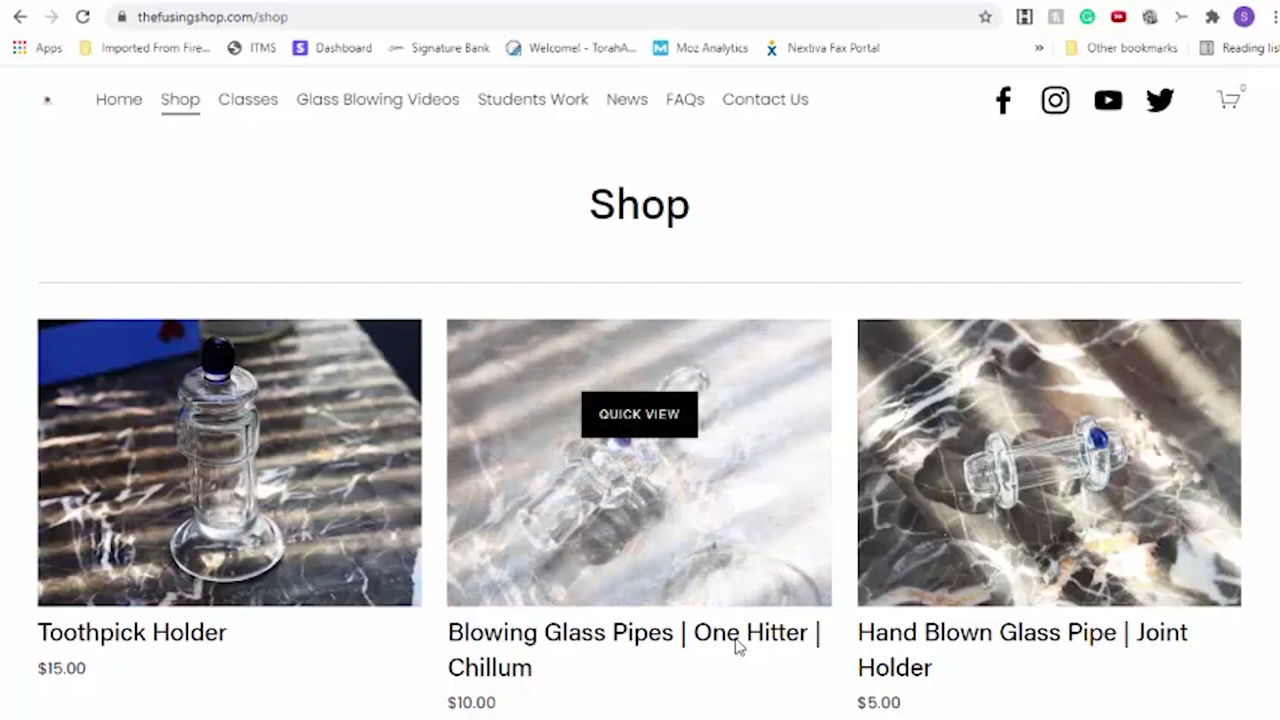 thefusingshop.com/shop
S
Apps Imported From Fire... ITMS S Dashboard Signature Bank Welcome! - TorahA... M Moz Analytics Nextiva Fax Portal » Other bookmarks Reading list
Home Shop Classes Glass Blowing Videos Students Work News FAQs Contact Us 0
Shop
QUICK VIEW
Toothpick Holder
$15.00
Blowing Glass Pipes | One Hitter |
Chillum
$10.00
Hand Blown Glass Pipe | Joint
Holder
$5.00